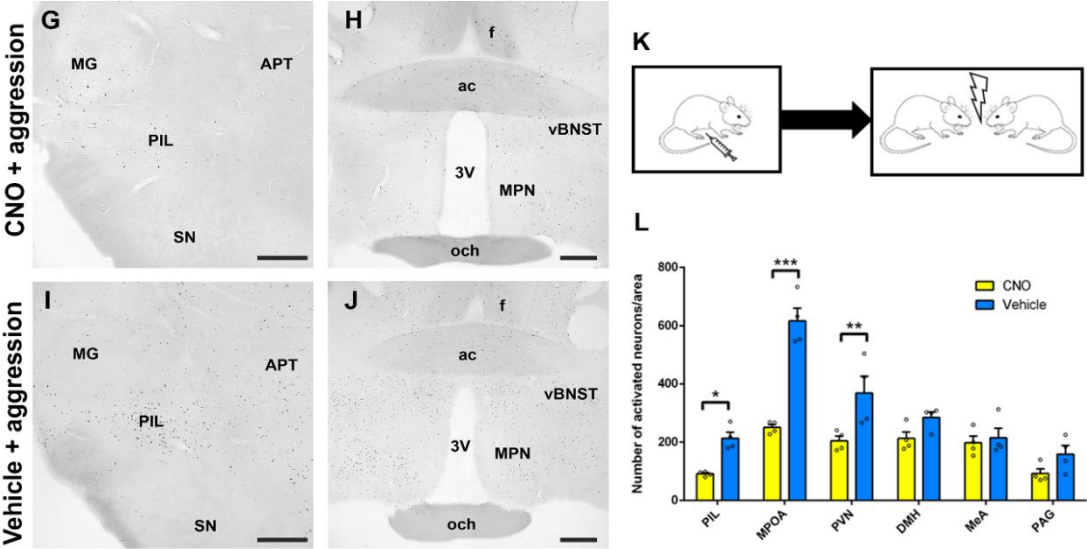 CNO + aggression
G
MG
APT
PIL
SN
H
f
ac
vBNST
3V
MPN
och
Vehicle + aggression
I
MG
APT
PIL
SN
J
f
ac
vBNST
3V
MPN
och
K
L
Number of activated neurons/area
800
600
400
200
0
***
**
*
CNO
Vehicle
PIL
MPOA
PVN
DMH
MeA
PAG